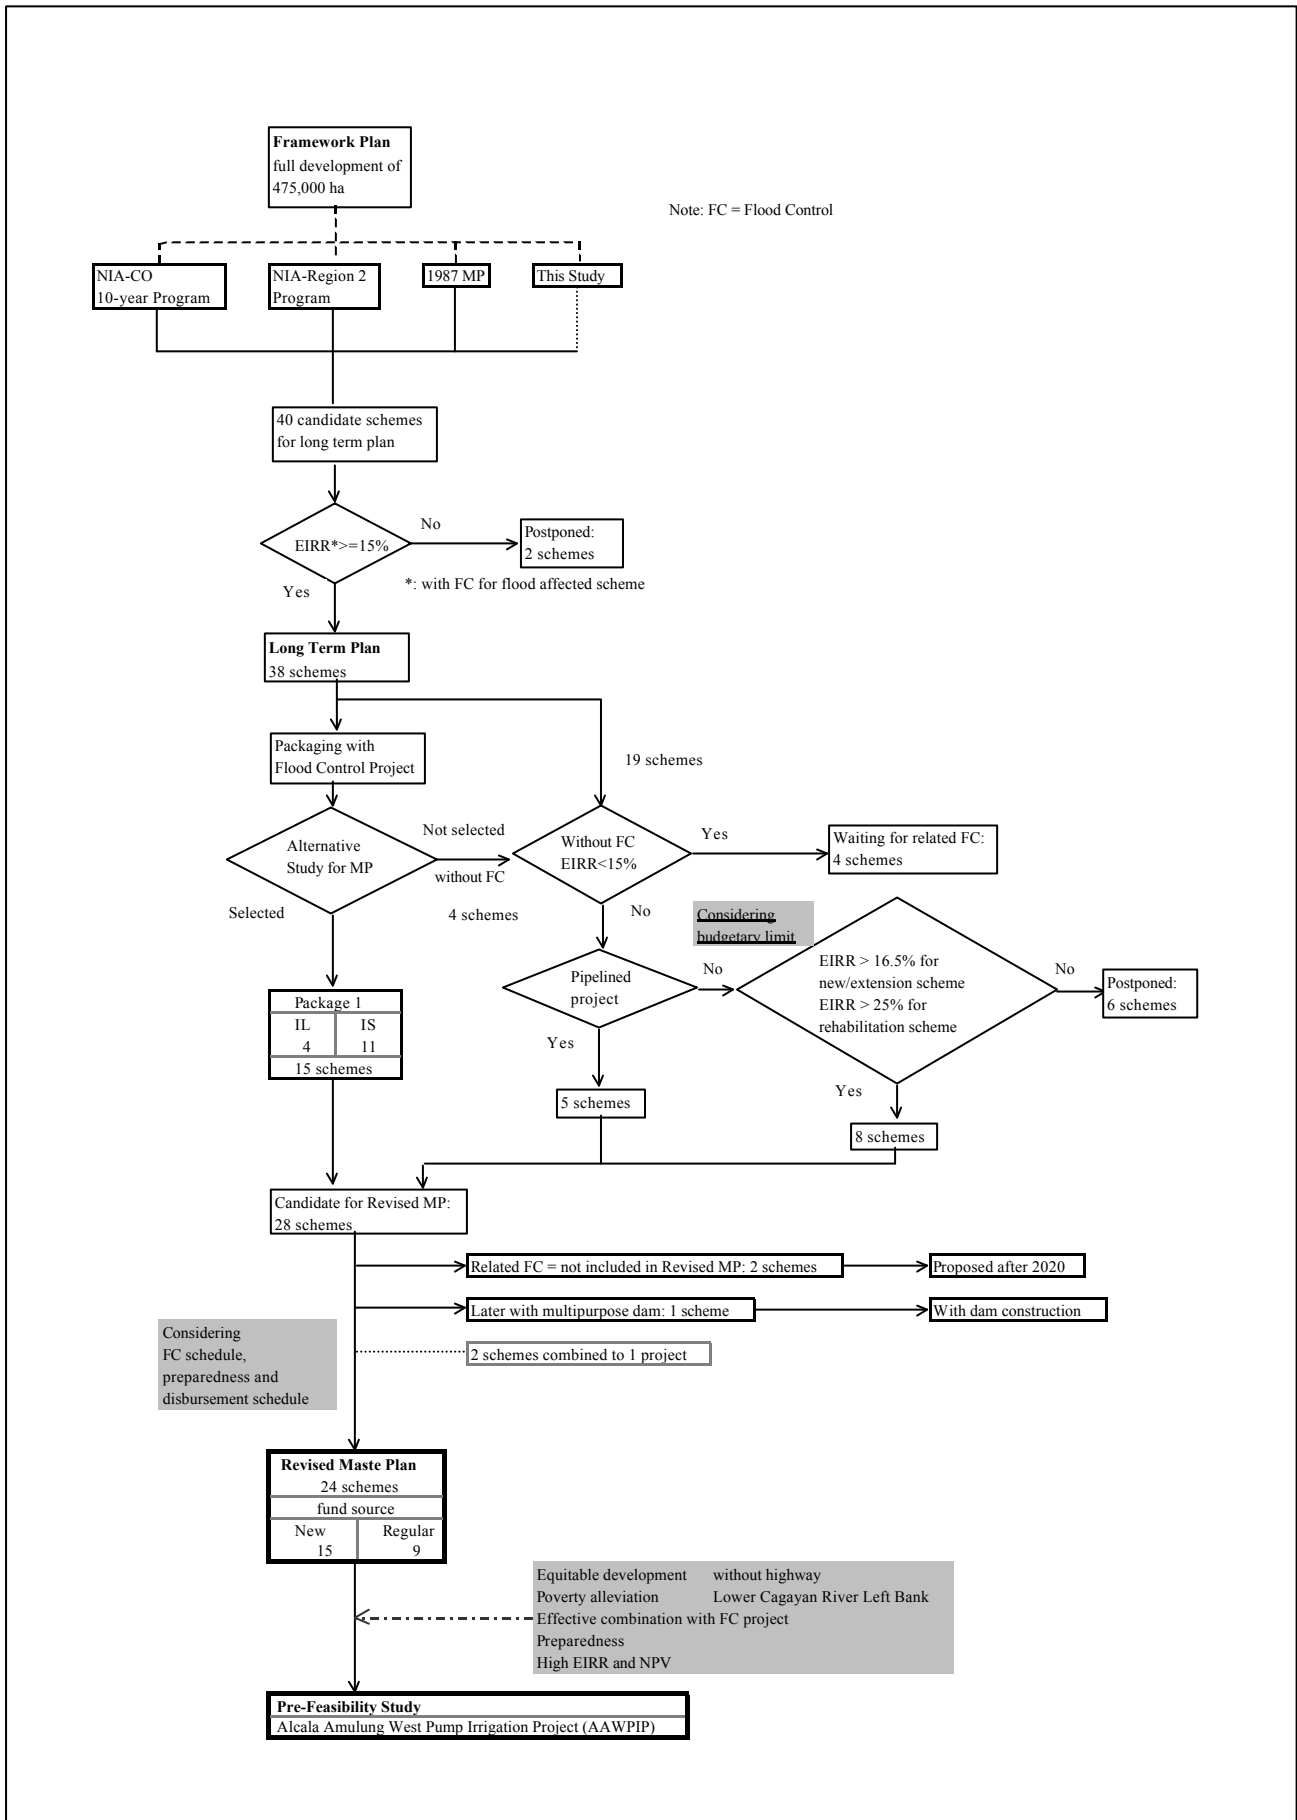 Framework Plan
full development of
475,000 ha
Note: FC = Flood Control
NIA-CO
10-year Program
NIA-Region 2
Program
1987 MP
This Study
40 candidate schemes
for long term plan
EIRR*>=15%
No
Postponed:
2 schemes
*: with FC for flood affected scheme
Yes
Long Term Plan
38 schemes
Packaging with
Flood Control Project
19 schemes
Alternative
Study for MP
Not selected
without FC
4 schemes
Without FC
EIRR<15%
Yes
Waiting for related FC:
4 schemes
Selected
No
Considering
budgetary limit
Pipelined
project
No
EIRR > 16.5% for
new/extension scheme
EIRR > 25% for
rehabilitation scheme
No
Postponed:
6 schemes
Package 1
IL IS
4 11
15 schemes
Yes
5 schemes
Yes
8 schemes
Candidate for Revised MP:
28 schemes
Related FC = not included in Revised MP: 2 schemes
Proposed after 2020
Later with multipurpose dam: 1 scheme
With dam construction
Considering
FC schedule,
preparedness and
disbursement schedule
2 schemes combined to 1 project
Revised Maste Plan
24 schemes
fund source
New Regular
15 9
Equitable development without highway
Poverty alleviation Lower Cagayan River Left Bank
Effective combination with FC project
Preparedness
High EIRR and NPV
Pre-Feasibility Study
Alcala Amulung West Pump Irrigation Project (AAWPIP)